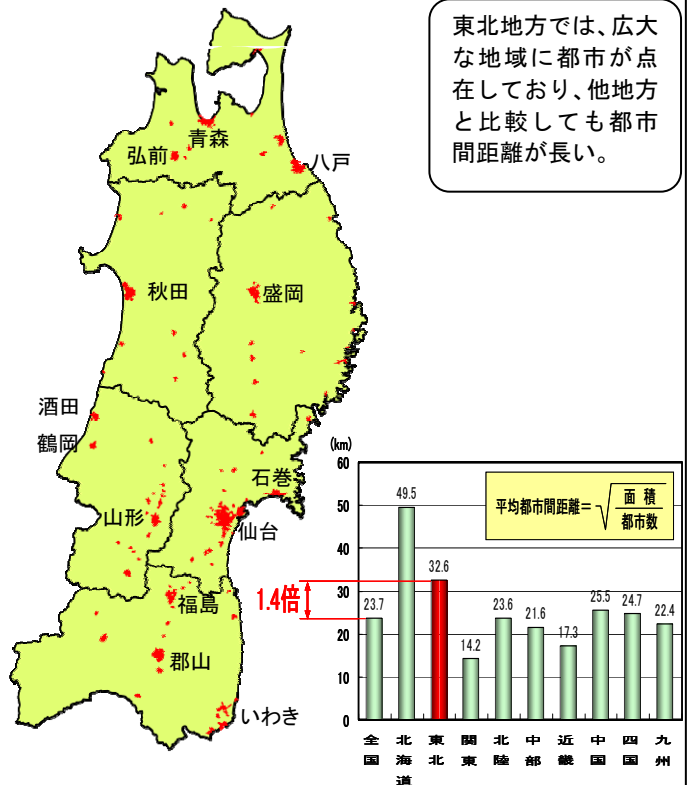 東北地方では、広大
な地域に都市が点
在しており、他地方
と比較しても都市
間距離が長い。
青森
弘前
八戸
秋田
盛岡
酒田
鶴岡
石巻
山形
仙台
福島
郡山
いわき
(km)
60
50
40
30
20
10
0
平均都市間距離=√面積/都市数
1.4倍
23.7
49.5
32.6
14.2
23.6
21.6
17.3
25.5
24.7
22.4
全国
北海道
東北
関東
北陸
中部
近畿
中国
四国
九州